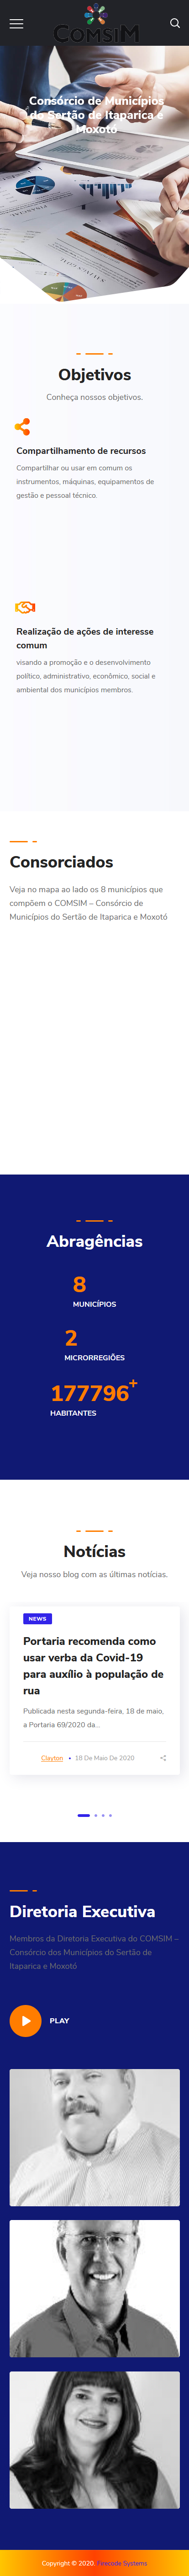 COMSIM
Consórcio de Municípios
do Sertão de Itaparica e
Moxotó
Objetivos
Conheça nossos objetivos.
Compartilhamento de recursos
Compartilhar ou usar em comum os
instrumentos, máquinas, equipamentos de
gestão e pessoal técnico.
Realização de ações de interesse
comum
visando a promoção e o desenvolvimento
político, administrativo, econômico, social e
ambiental dos municípios membros.
Consorciados
Veja no mapa ao lado os 8 municípios que
compõem o COMSIM – Consórcio de
Municípios do Sertão de Itaparica e Moxotó
Abragências
8
MUNICÍPIOS
2
MICRORREGIÕES
177796+
HABITANTES
Notícias
Veja nosso blog com as últimas notícias.
NEWS
Portaria recomenda como
usar verba da Covid-19
para auxílio à população de
rua
Publicada nesta segunda-feira, 18 de maio,
a Portaria 69/2020 da...
Clayton • 18 De Maio De 2020
Diretoria Executiva
Membros da Diretoria Executiva do COMSIM –
Consórcio dos Municípios do Sertão de
Itaparica e Moxotó
PLAY
Copyright © 2020. Firecode Systems